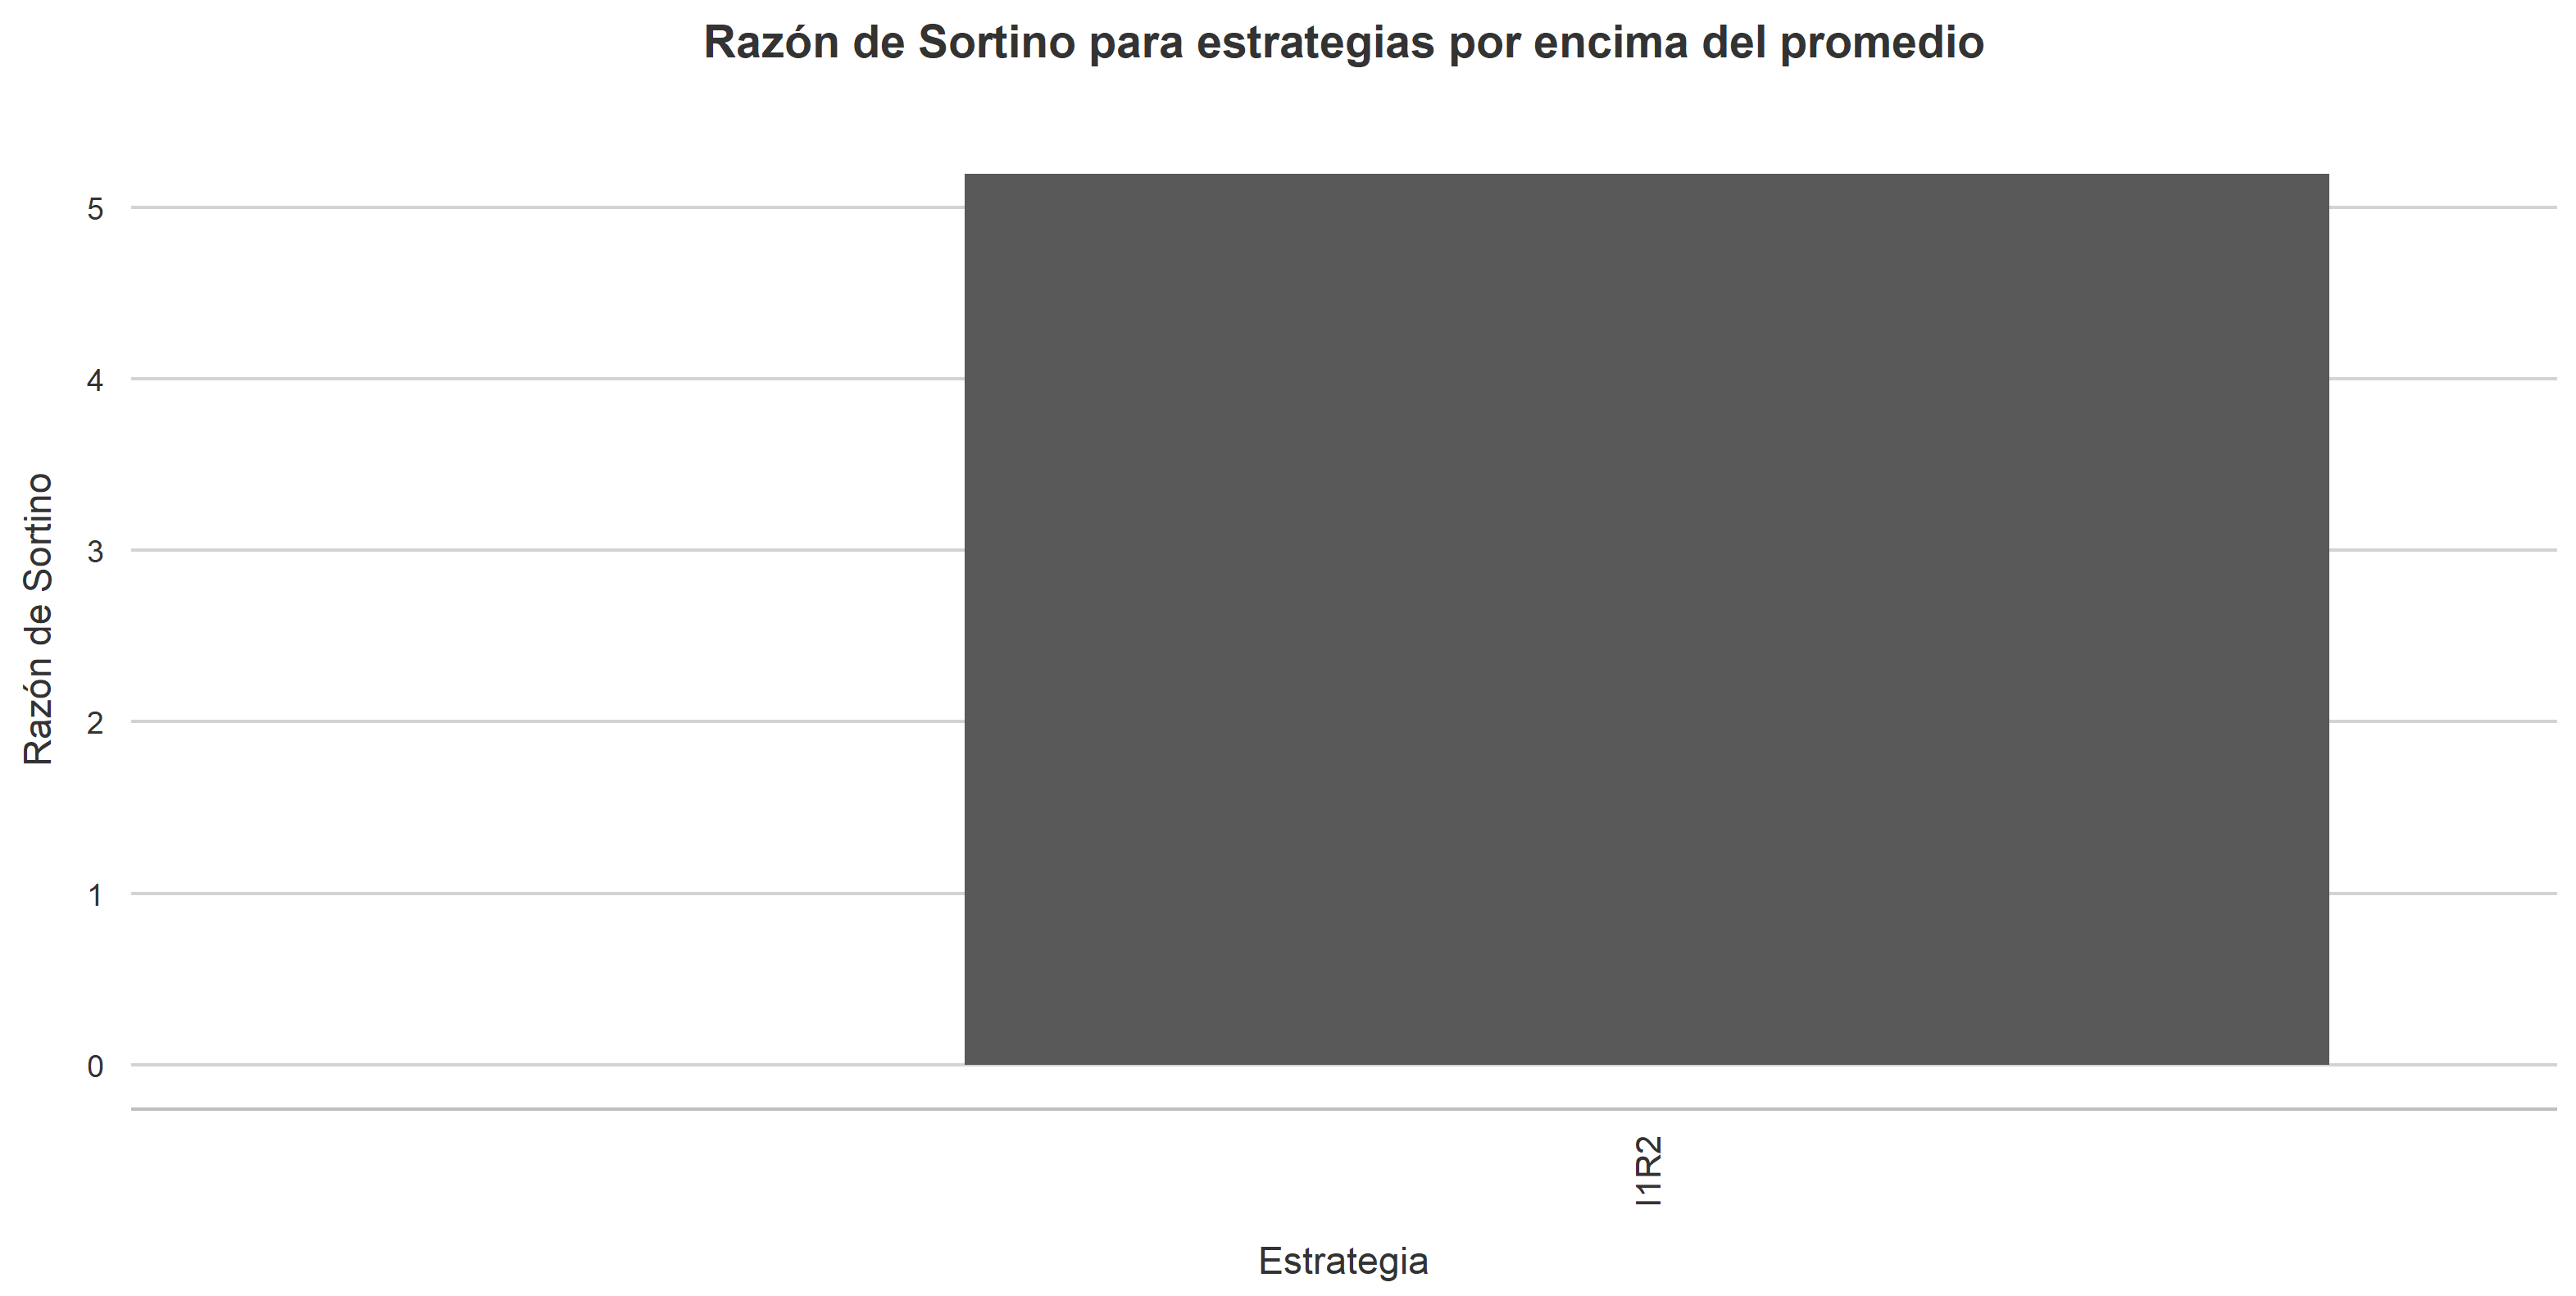 Razón de Sortino para estrategias por encima del promedio
Razón de Sortino
5
4
3
2
1
0
I1R2
Estrategia